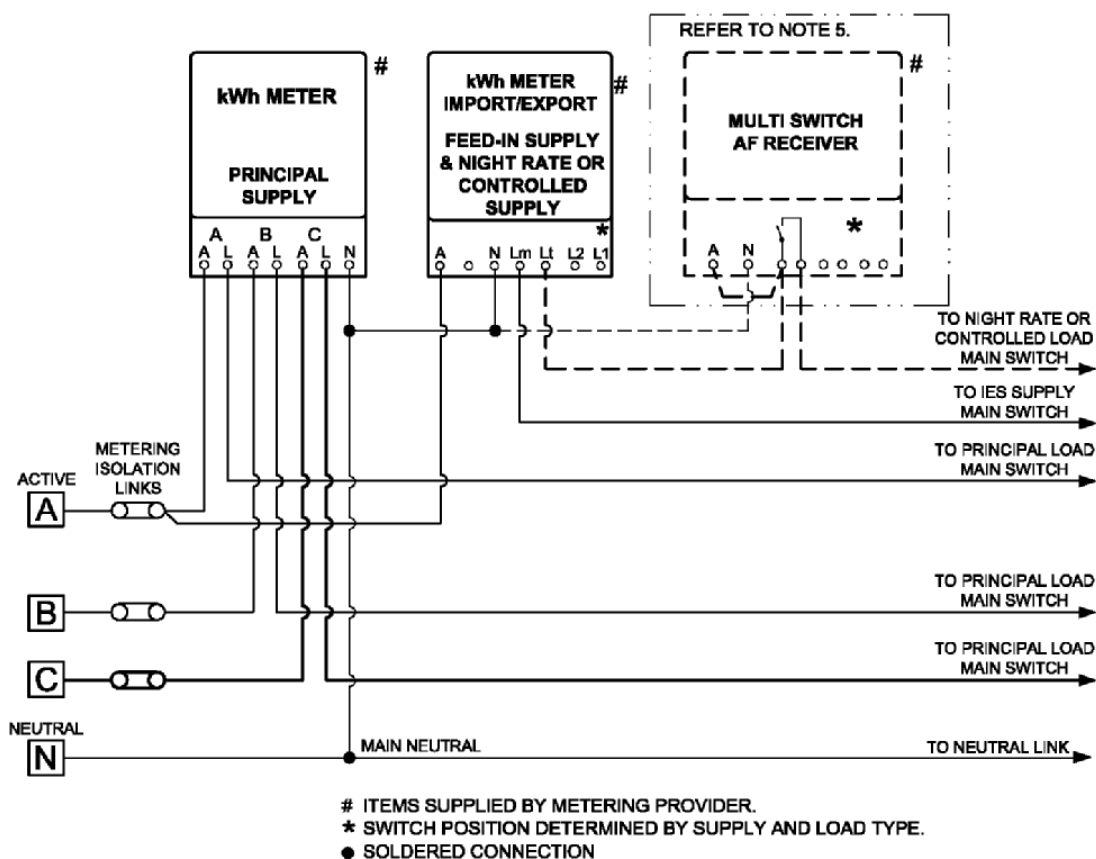 REFER TO NOTE 5.
#
kWh METER
PRINCIPAL
SUPPLY
A B C
A L A L A L N
#
kWh METER
IMPORT/EXPORT
FEED-IN SUPPLY
& NIGHT RATE OR
CONTROLLED
SUPPLY
*
A N Lm Lt L2 L1
#
MULTI SWITCH
AF RECEIVER
*
A N
TO NIGHT RATE OR
CONTROLLED LOAD
MAIN SWITCH
TO IES SUPPLY
MAIN SWITCH
METERING
ISOLATION
LINKS
TO PRINCIPAL LOAD
MAIN SWITCH
ACTIVE
A
B
TO PRINCIPAL LOAD
MAIN SWITCH
C
TO PRINCIPAL LOAD
MAIN SWITCH
NEUTRAL
N
MAIN NEUTRAL
TO NEUTRAL LINK
# ITEMS SUPPLIED BY METERING PROVIDER.
* SWITCH POSITION DETERMINED BY SUPPLY AND LOAD TYPE.
● SOLDERED CONNECTION